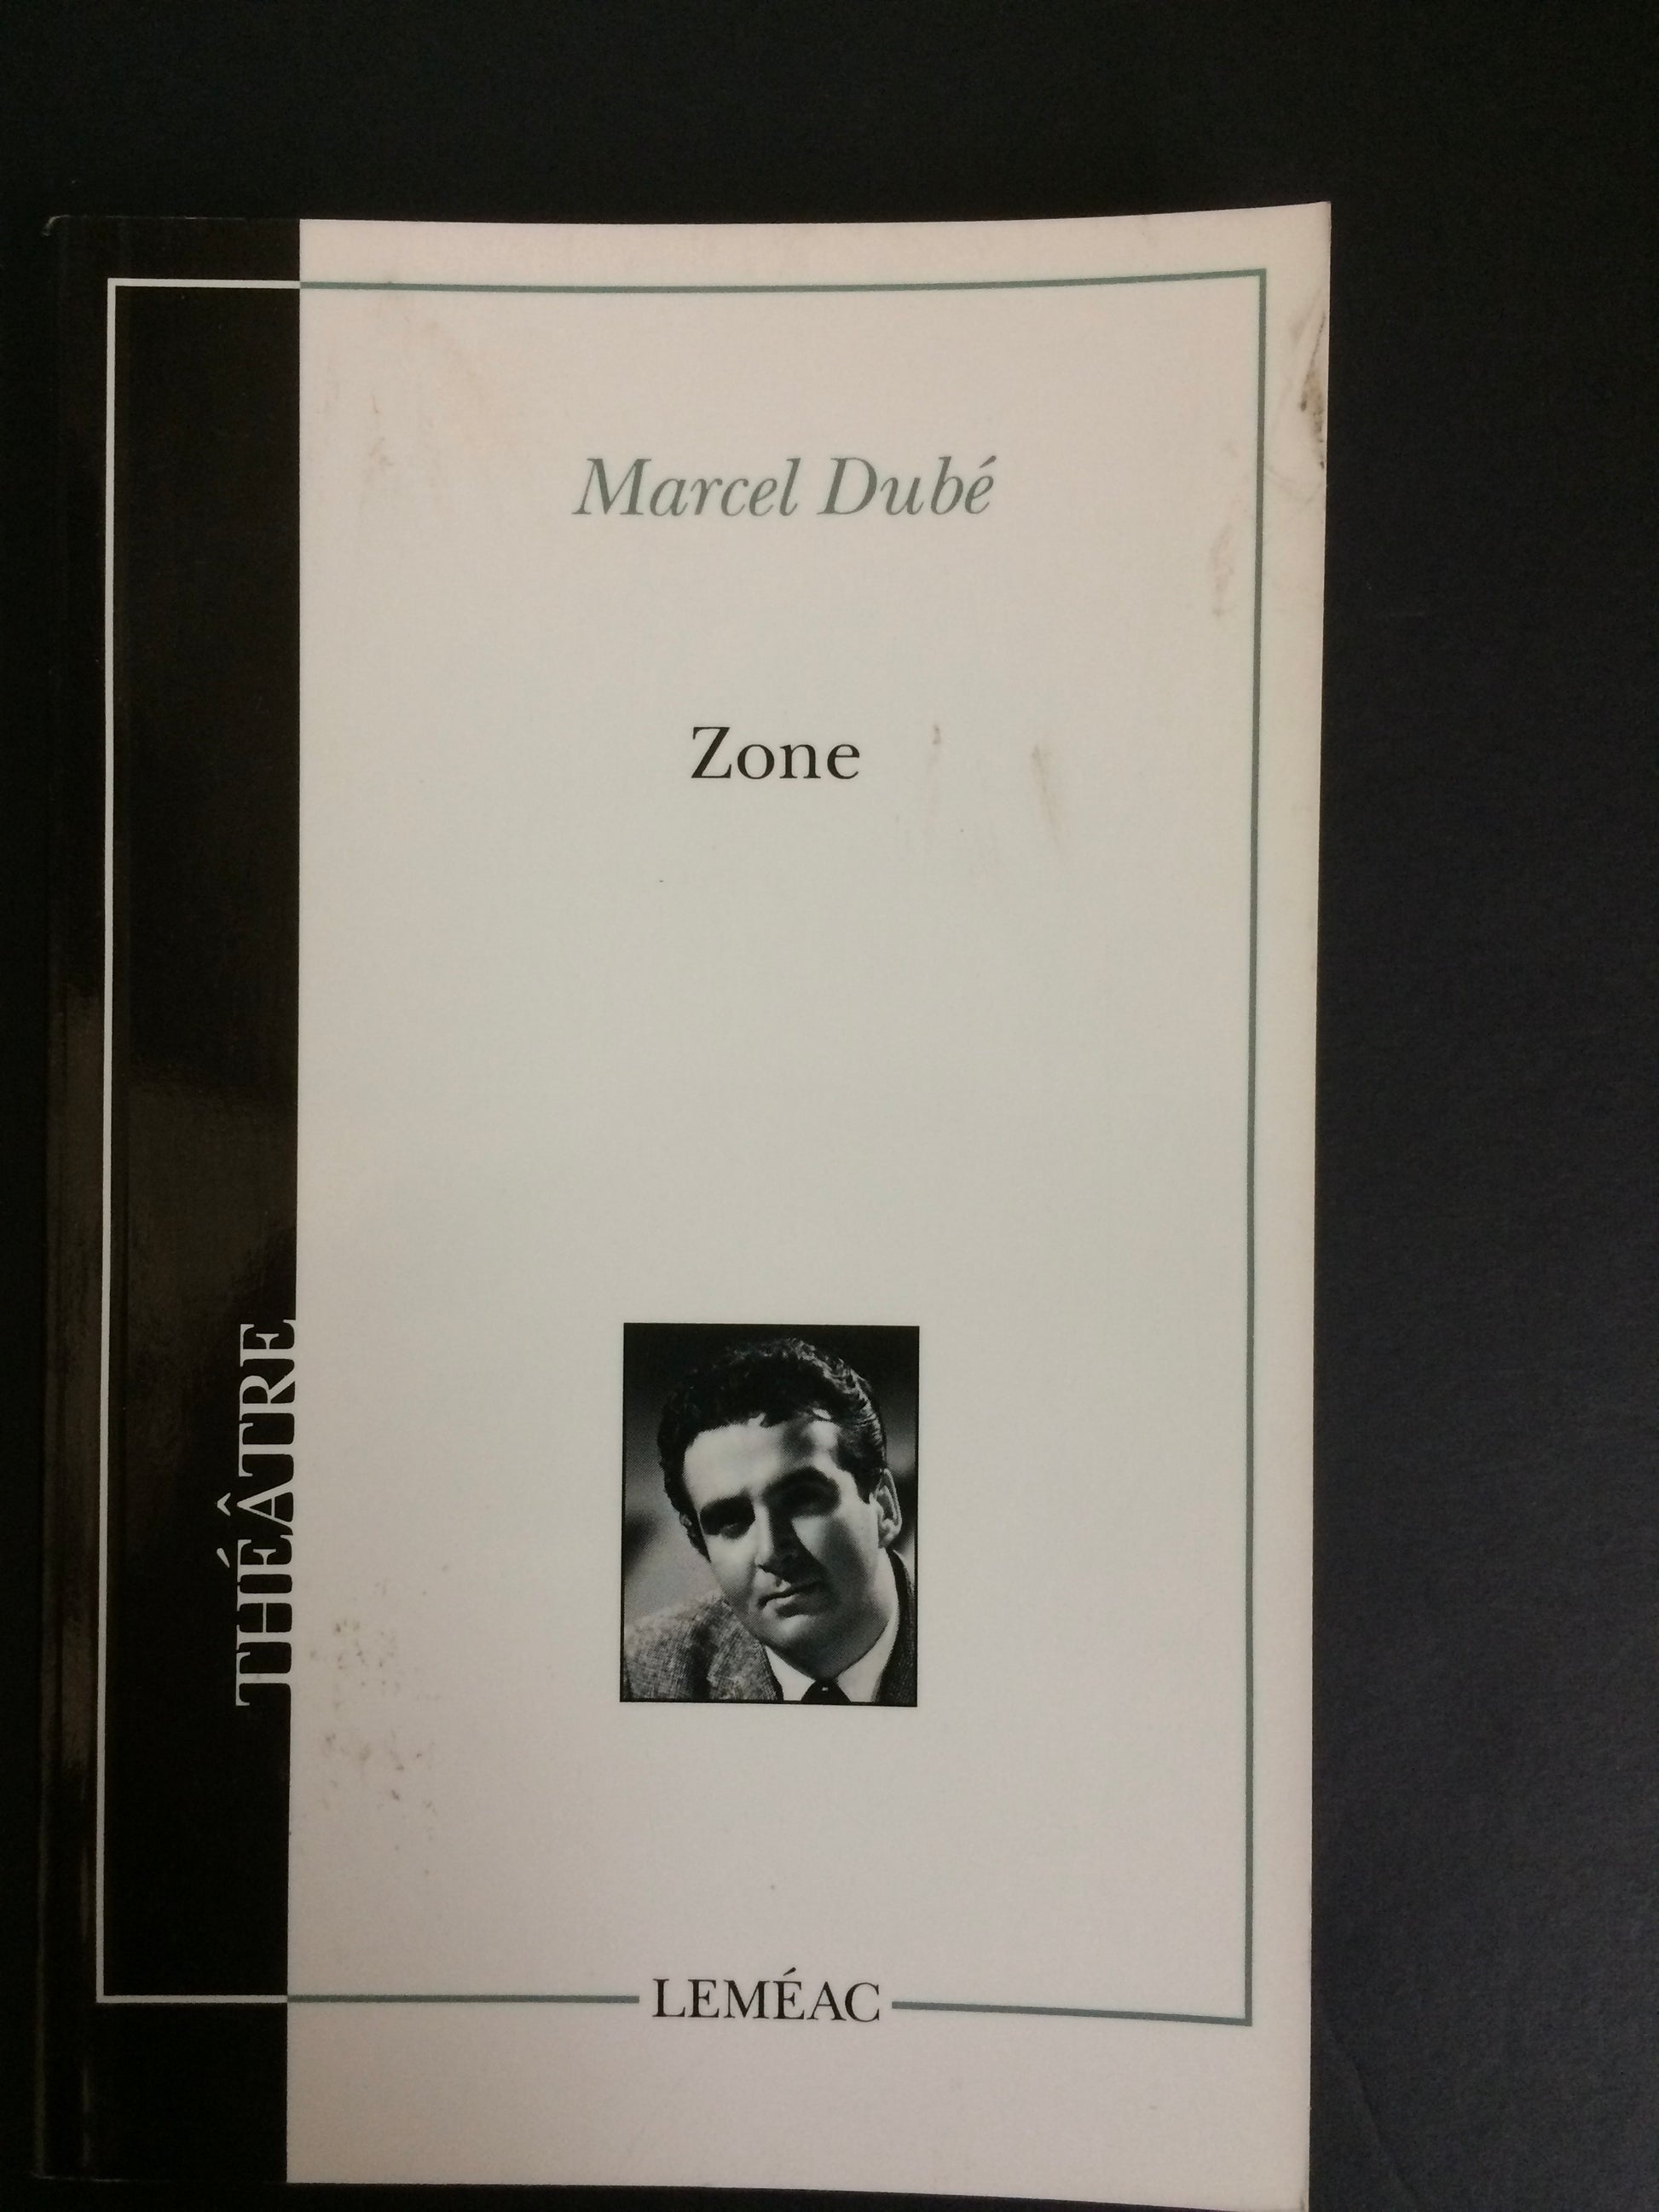 Marcel Dubé
Zone
THÉÂTRE
LEMÉAC